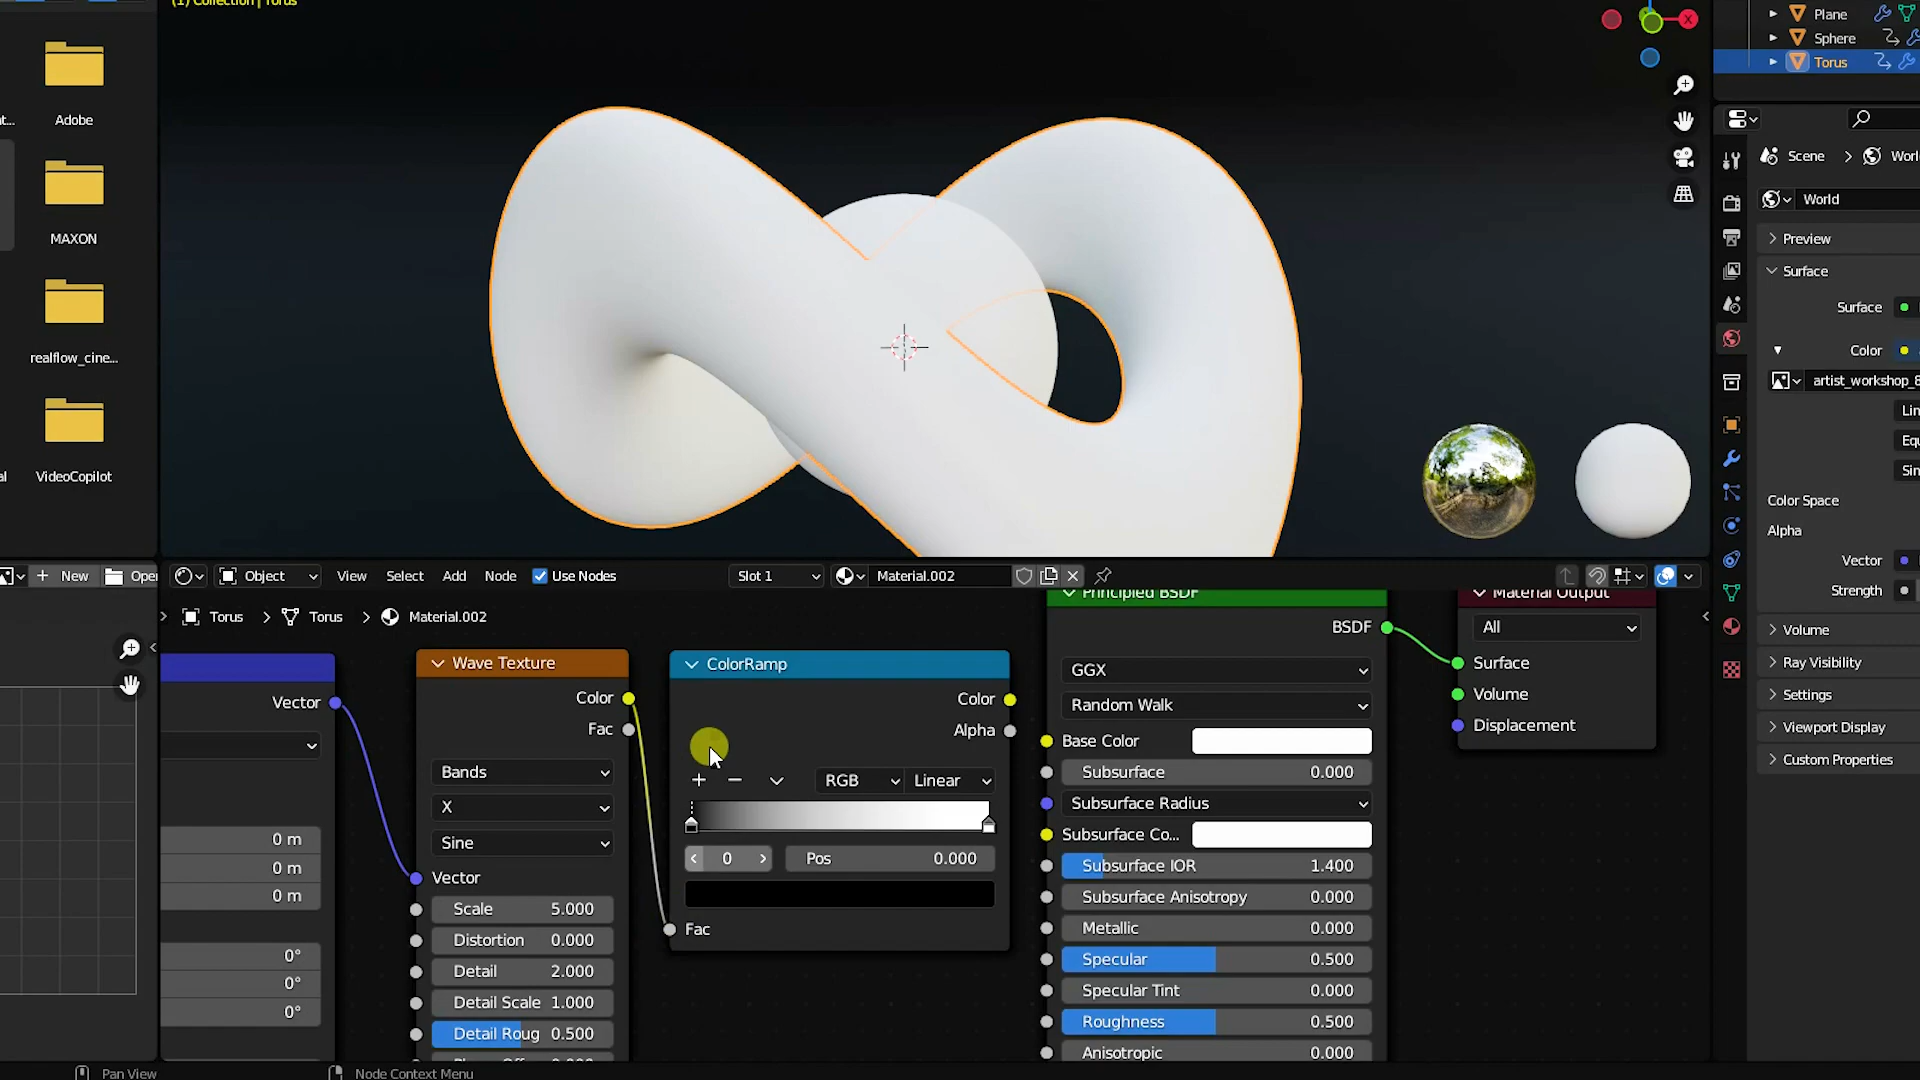 (1) Collection | Torus
Adobe
MAXON
realflow_cine...
VideoCopilot
X
Plane
Sphere
Torus
Scene
World
Preview
Surface
Surface
Color
artist_workshop_8
Color Space
Alpha
Vector
Strength
Volume
Ray Visibility
Settings
Viewport Display
Custom Properties
New
Object
View
Select
Add
Node
Use Nodes
Slot 1
Material.002
Torus
Torus
Material.002
Vector
0 m
0 m
0 m
0°
0°
0°
Wave Texture
Color
Fac
Bands
X
Sine
Vector
Scale 5.000
Distortion 0.000
Detail 2.000
Detail Scale 1.000
Detail Roug 0.500
ColorRamp
Color
Alpha
RGB
Linear
0
Pos 0.000
Fac
Principled BSDF
BSDF
GGX
Random Walk
Base Color
Subsurface 0.000
Subsurface Radius
Subsurface Co...
Subsurface IOR 1.400
Subsurface Anisotropy 0.000
Metallic 0.000
Specular 0.500
Specular Tint 0.000
Roughness 0.500
Anisotropic 0.000
Material Output
All
Surface
Volume
Displacement
Pan View
Node Context Menu